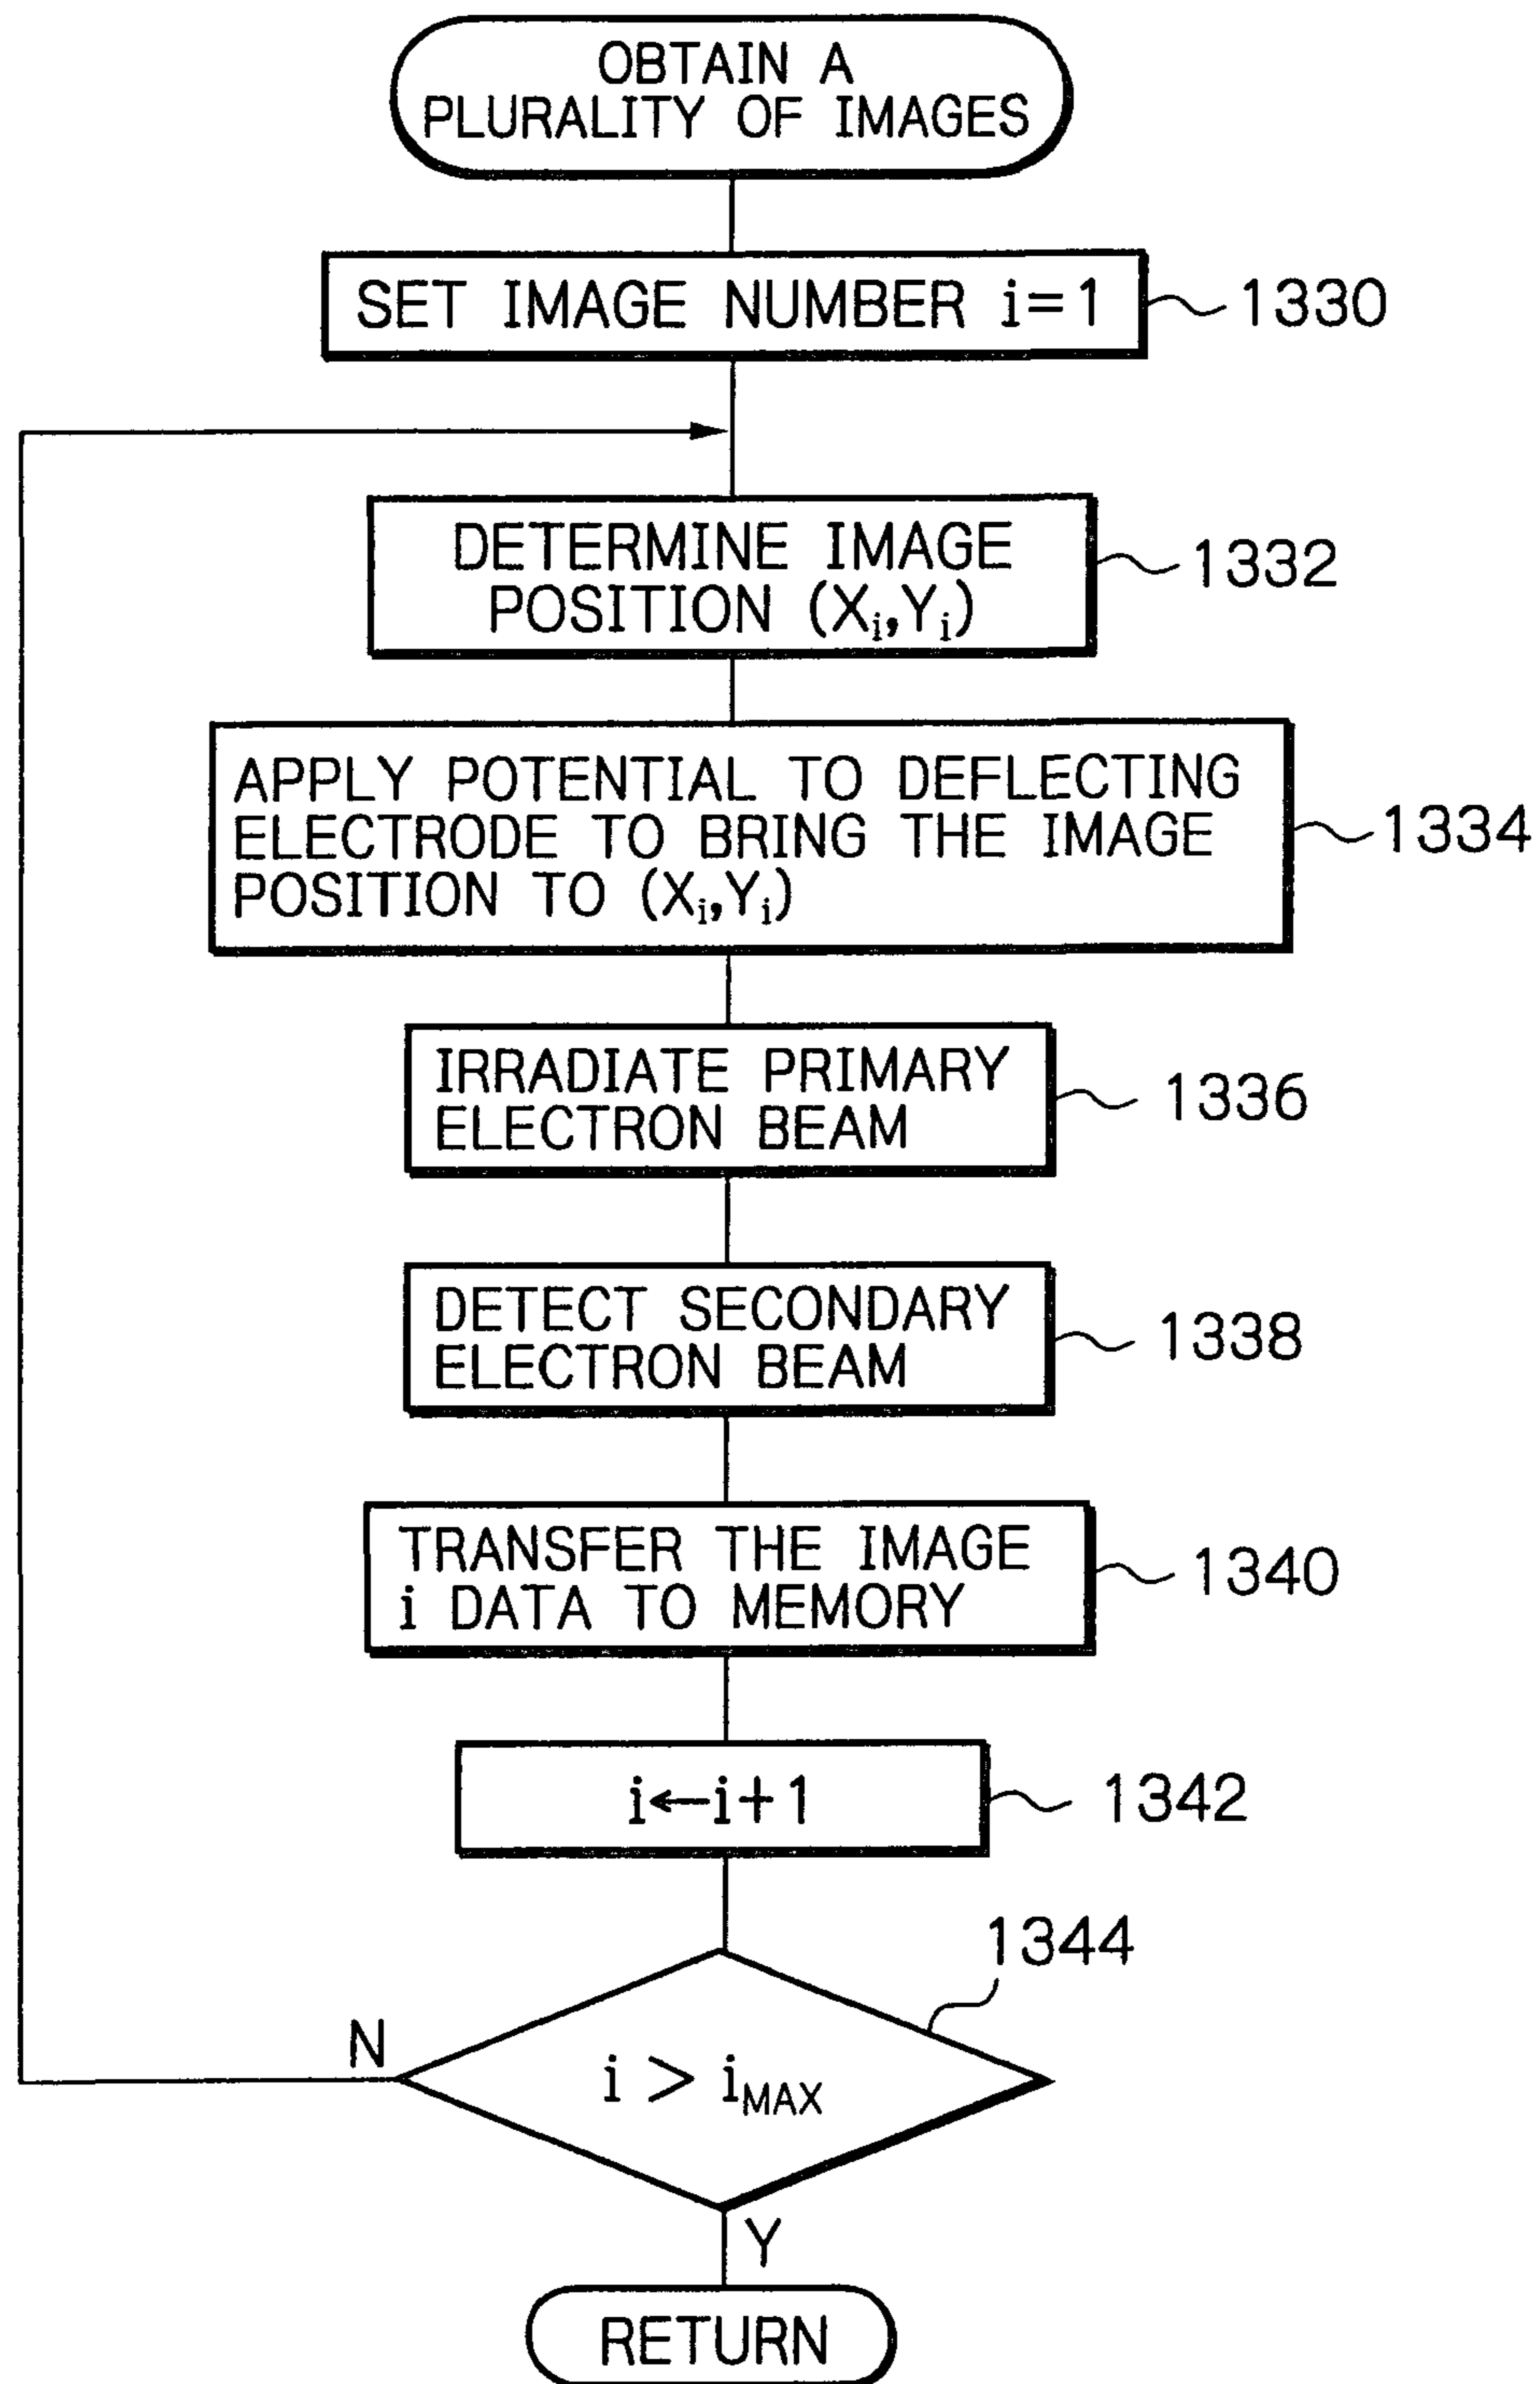 OBTAIN A
PLURALITY OF IMAGES
SET IMAGE NUMBER i=1
1330
DETERMINE IMAGE
POSITION (Xi,Yi)
1332
APPLY POTENTIAL TO DEFLECTING
ELECTRODE TO BRING THE IMAGE
POSITION TO (Xi,Yi)
1334
IRRADIATE PRIMARY
ELECTRON BEAM
1336
DETECT SECONDARY
ELECTRON BEAM
1338
TRANSFER THE IMAGE
i DATA TO MEMORY
1340
i←i+1
1342
1344
N
i > iMAX
Y
RETURN